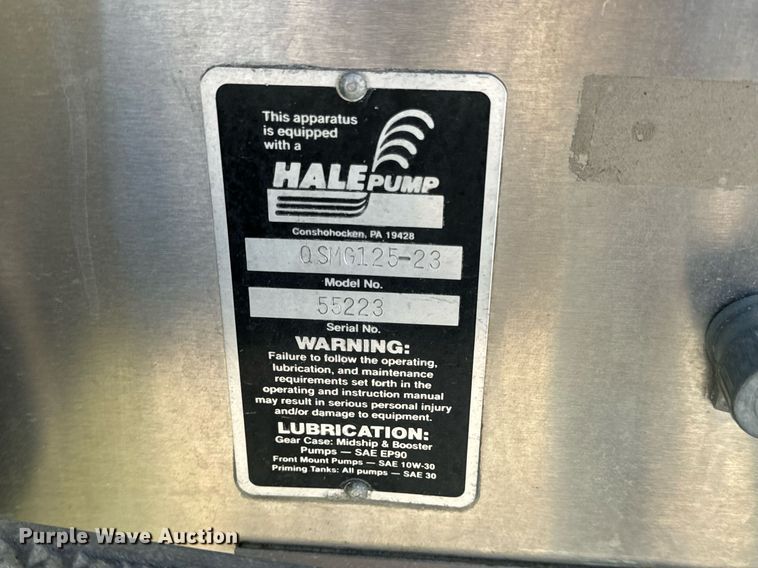 This apparatus
is equipped
with a
HALE PUMP
Conshohocken, PA 19428
QSMG125-23
Model No.
55223
Serial No.
WARNING:
Failure to follow the operating,
lubrication, and maintenance
requirements set forth in the
operating and instruction manual
may result in serious personal injury
and/or damage to equipment.
LUBRICATION:
Gear Case: Midship & Booster
Pumps — SAE EP90
Front Mount Pumps — SAE 10W-30
Priming Tanks: All pumps — SAE 30
Purple Wave Auction